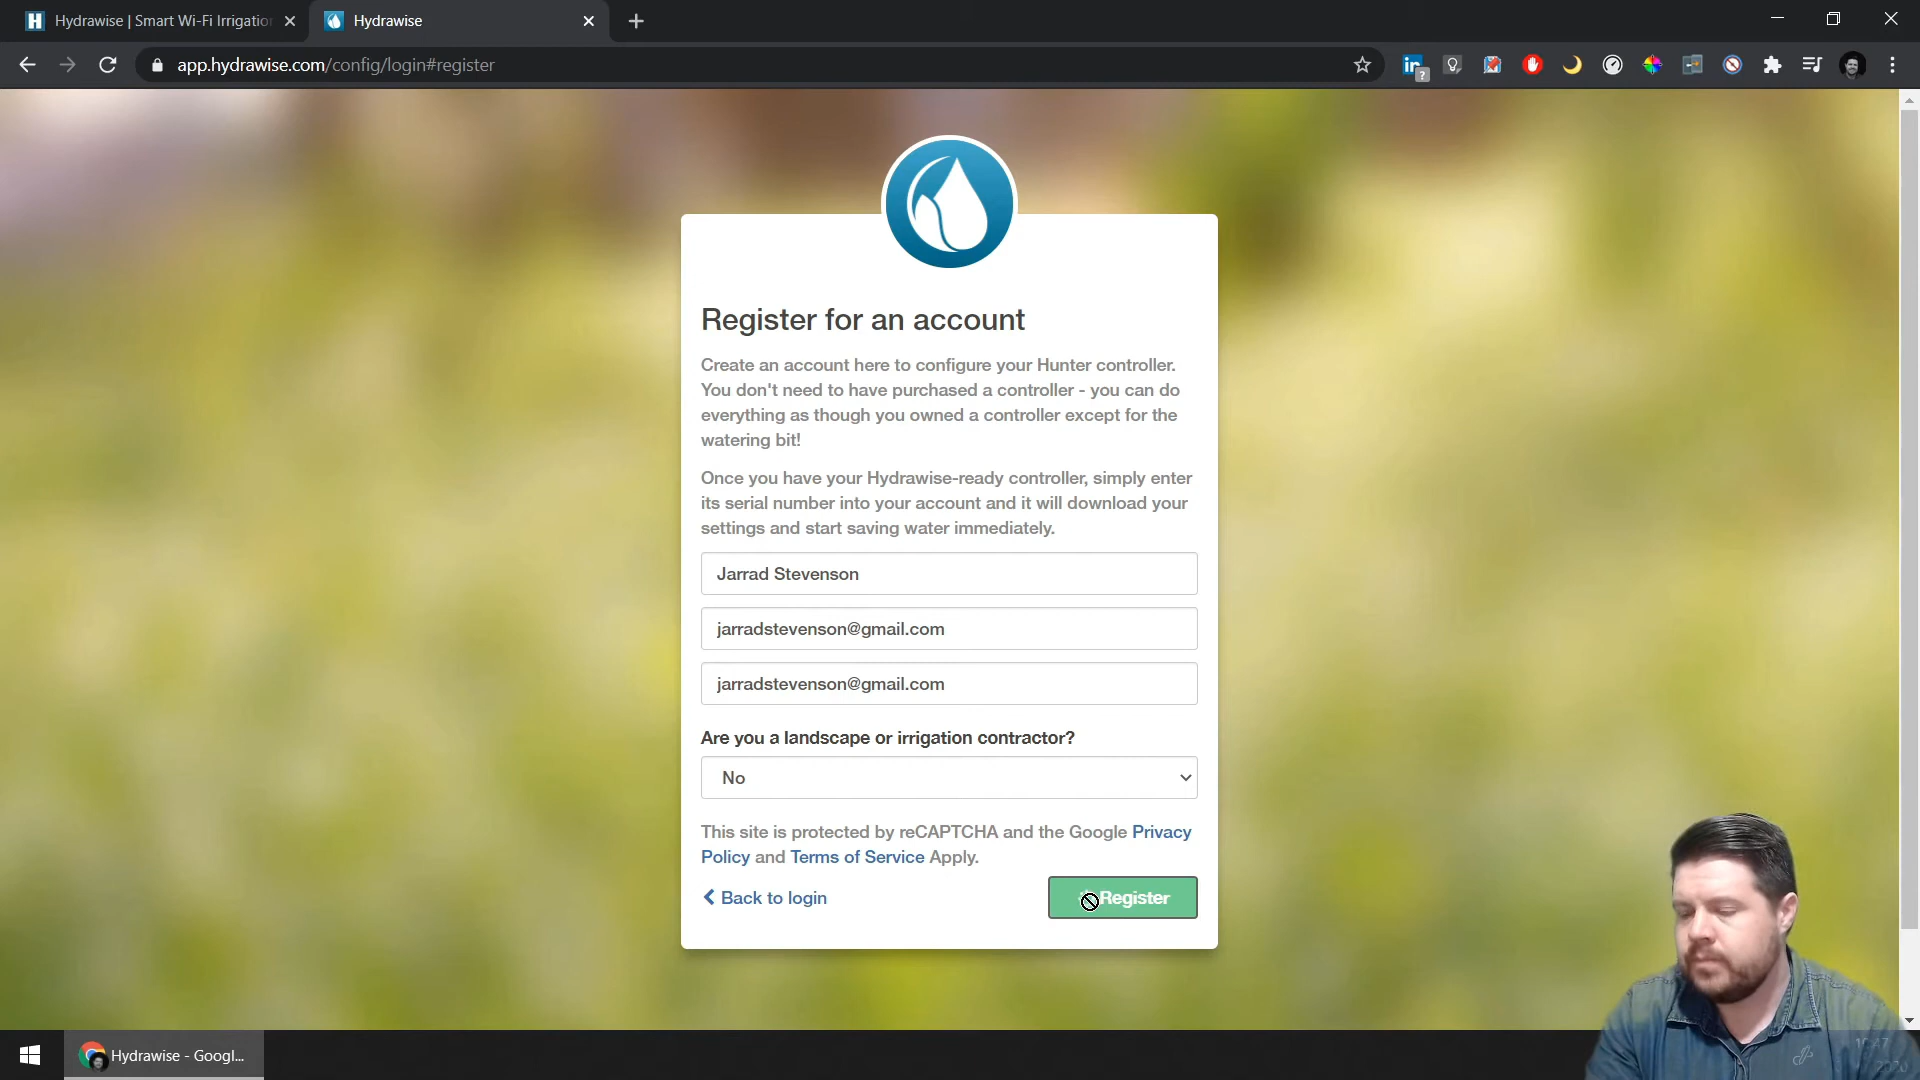 Hydrawise | Smart Wi-Fi Irrigation
Hydrawise
app.hydrawise.com/config/login#register
Register for an account
Create an account here to configure your Hunter controller.
You don't need to have purchased a controller - you can do
everything as though you owned a controller except for the
watering bit!
Once you have your Hydrawise-ready controller, simply enter
its serial number into your account and it will download your
settings and start saving water immediately.
Jarrad Stevenson
jarradstevenson@gmail.com
jarradstevenson@gmail.com
Are you a landscape or irrigation contractor?
No
This site is protected by reCAPTCHA and the Google Privacy
Policy and Terms of Service Apply.
Back to login
Register
Hydrawise - Googl...